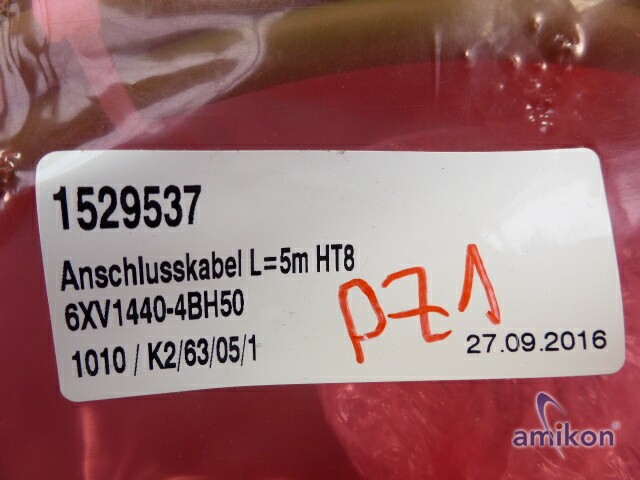 1529537
Anschlusskabel L=5m HT8
6XV1440-4BH50
1010 / K2/63/05/1
PZ1
27.09.2016
amikon